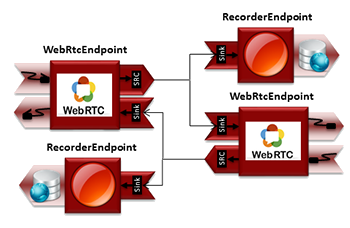 RecorderEndpoint
WebRtcEndpoint
SRC
Sink
WebRTC
Sink
WebRtcEndpoint
Sink
RecorderEndpoint
SRC
WebRTC
Sink